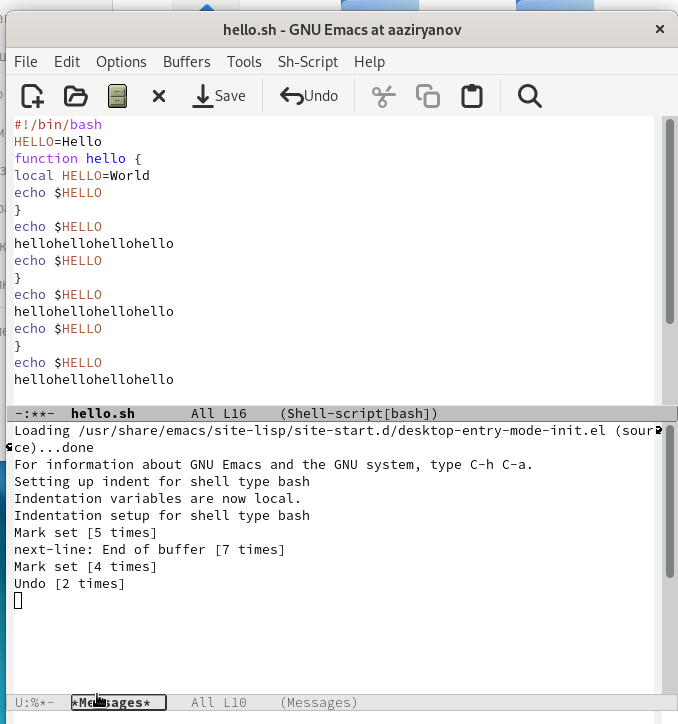 hello.sh - GNU Emacs at aaziryanov
File Edit Options Buffers Tools Sh-Script Help
Save Undo
#!/bin/bash
HELLO=Hello
function hello {
local HELLO=World
echo $HELLO
}
echo $HELLO
hellohellohellohello
echo $HELLO
}
echo $HELLO
hellohellohellohello
echo $HELLO
}
echo $HELLO
hellohellohellohello
-:**- hello.sh All L16 (Shell-script[bash])
Loading /usr/share/emacs/site-lisp/site-start.d/desktop-entry-mode-init.el (sour
ce)...done
For information about GNU Emacs and the GNU system, type C-h C-a.
Setting up indent for shell type bash
Indentation variables are now local.
Indentation setup for shell type bash
Mark set [5 times]
next-line: End of buffer [7 times]
Mark set [4 times]
Undo [2 times]
U:%*- *Messages* All L10 (Messages)